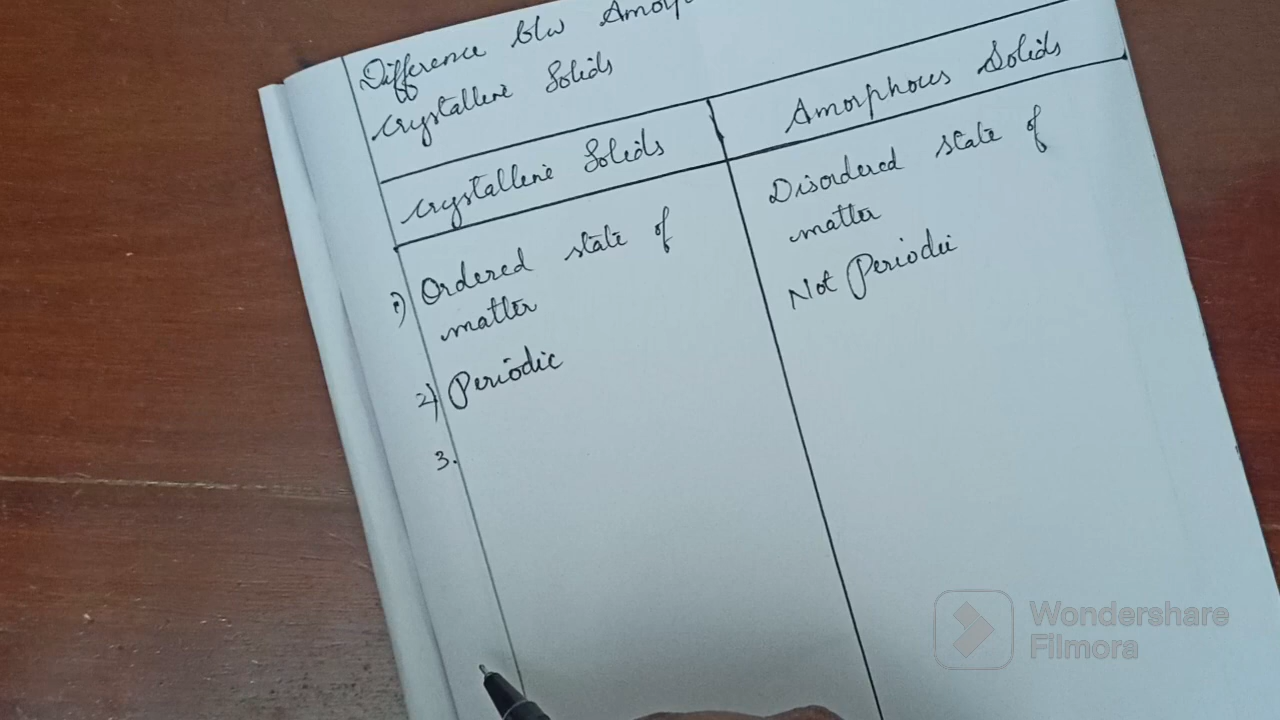 Difference b/w
Crystalline Solids
Crystalline Solids
Amorphous Solids
1) Ordered state of
matter
Disordered state of
matter
2) Periodic
Not Periodic
3.
Wondershare
Filmora